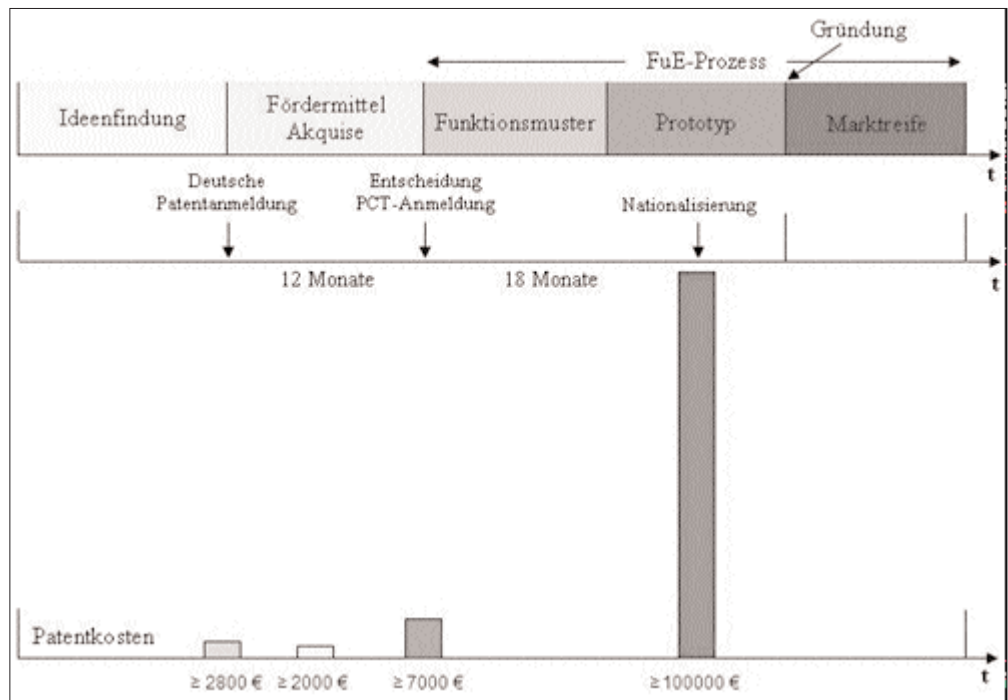 Gründung
FuE-Prozess
Ideenfindung
Fördermittel
Akquise
Funktionsmuster
Prototyp
Marktreife
t
Deutsche
Patentanmeldung
Entscheidung
PCT-Anmeldung
Nationalisierung
12 Monate
18 Monate
t
Patentkosten
t
≥ 2800 €
≥ 2000 €
≥ 7000 €
≥ 100000 €